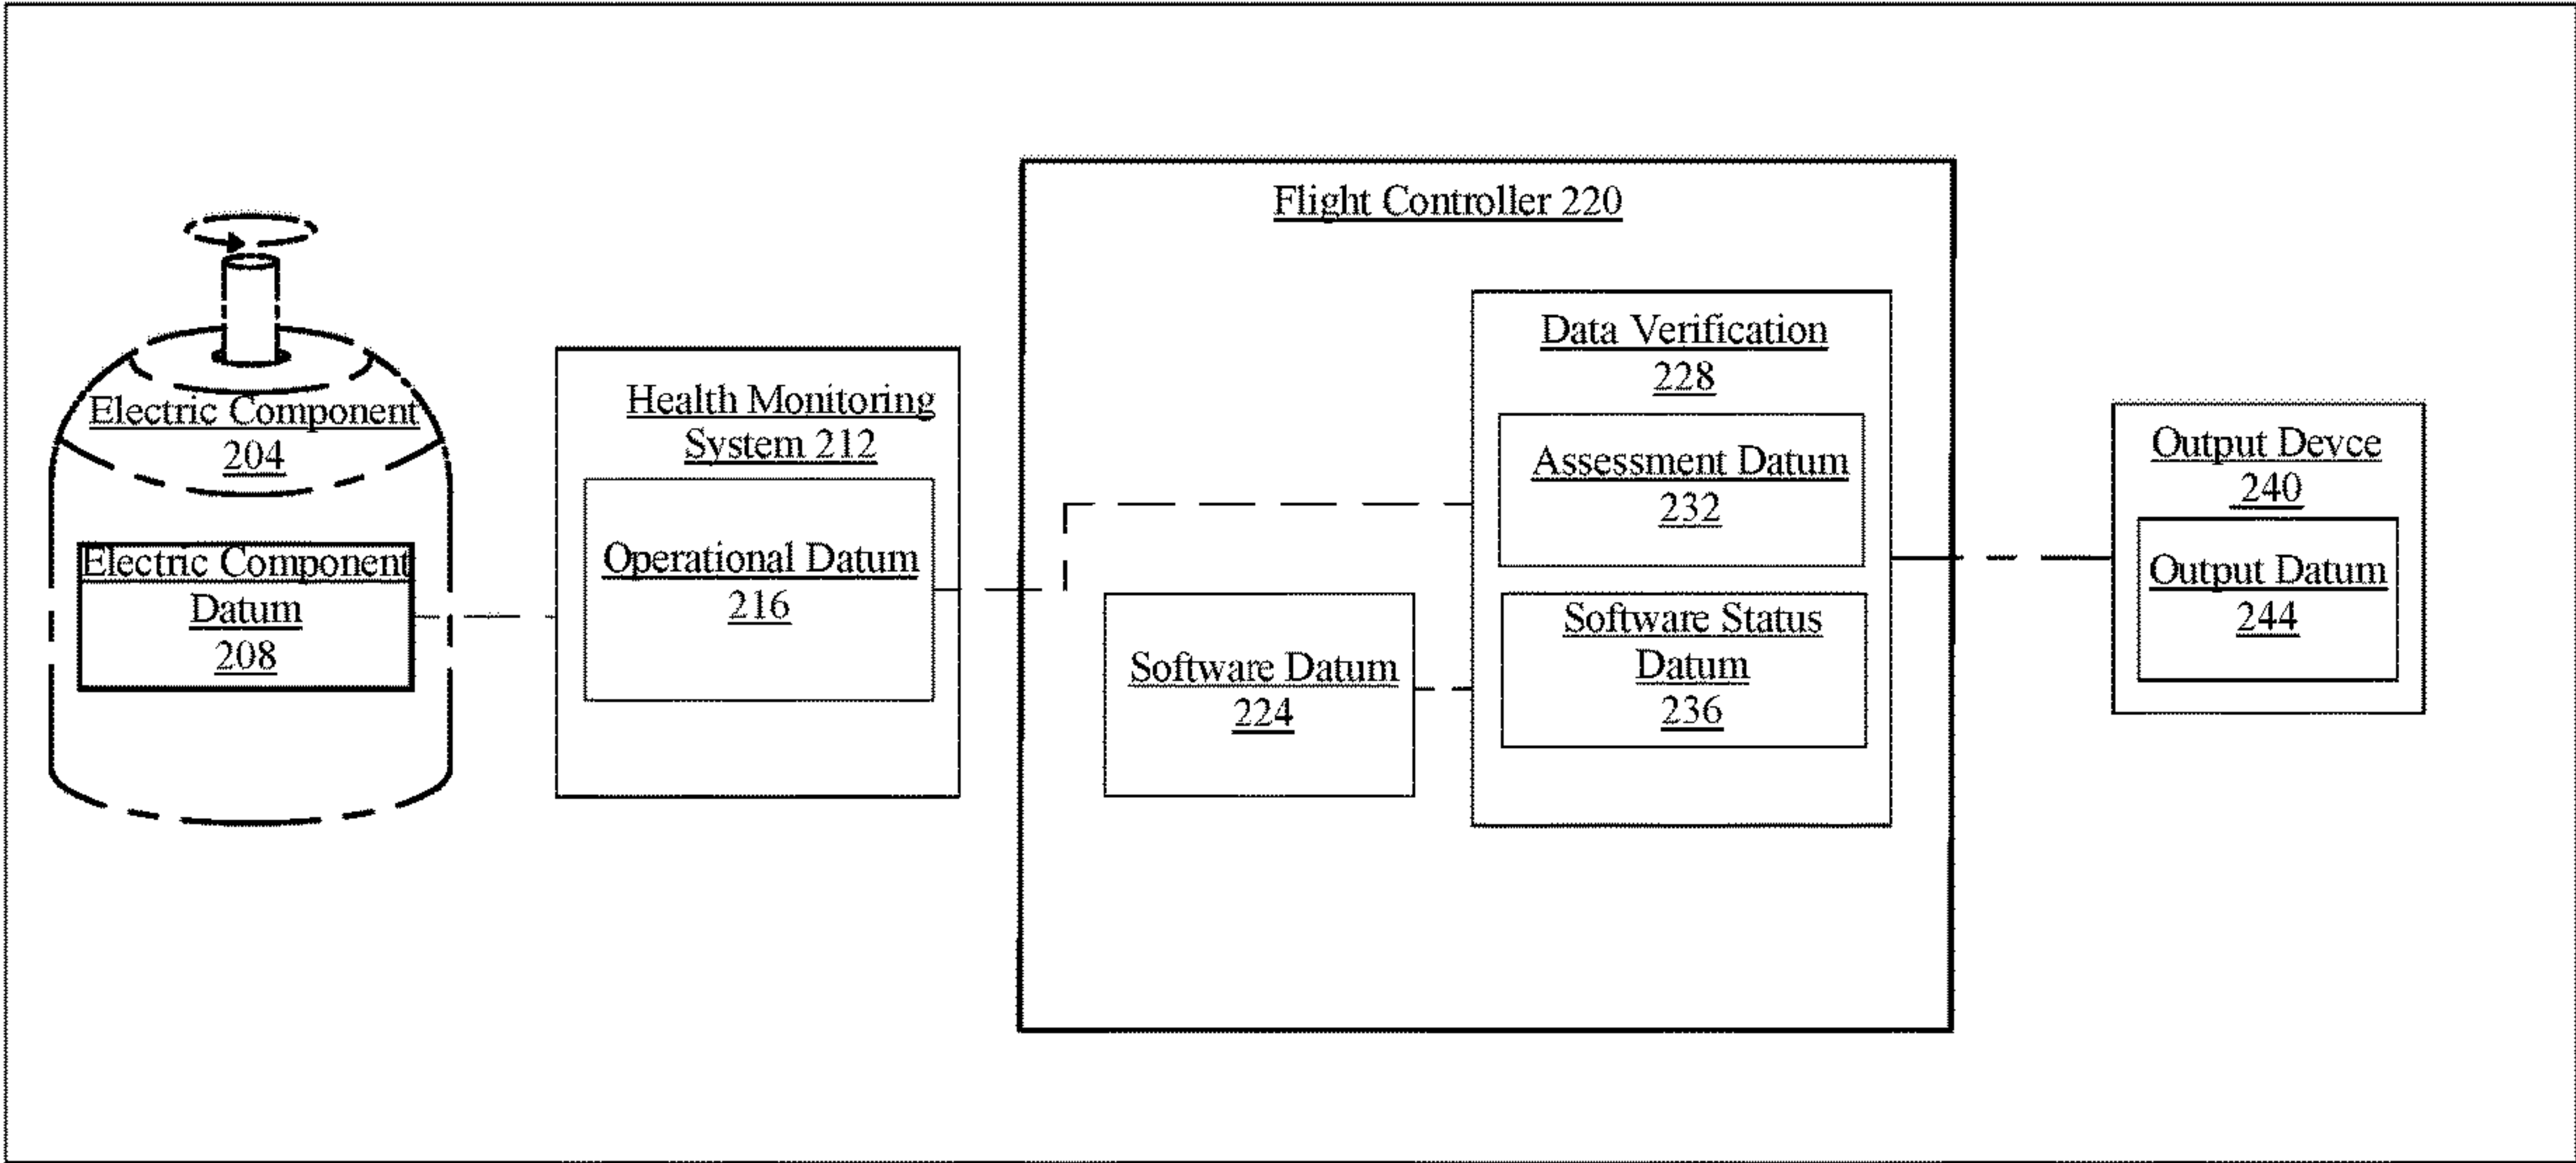 Flight Controller 220
Electric Component
204
Electric Component
Datum
208
Health Monitoring
System 212
Operational Datum
216
Software Datum
224
Data Verification
228
Assessment Datum
232
Software Status
Datum
236
Output Devce
240
Output Datum
244